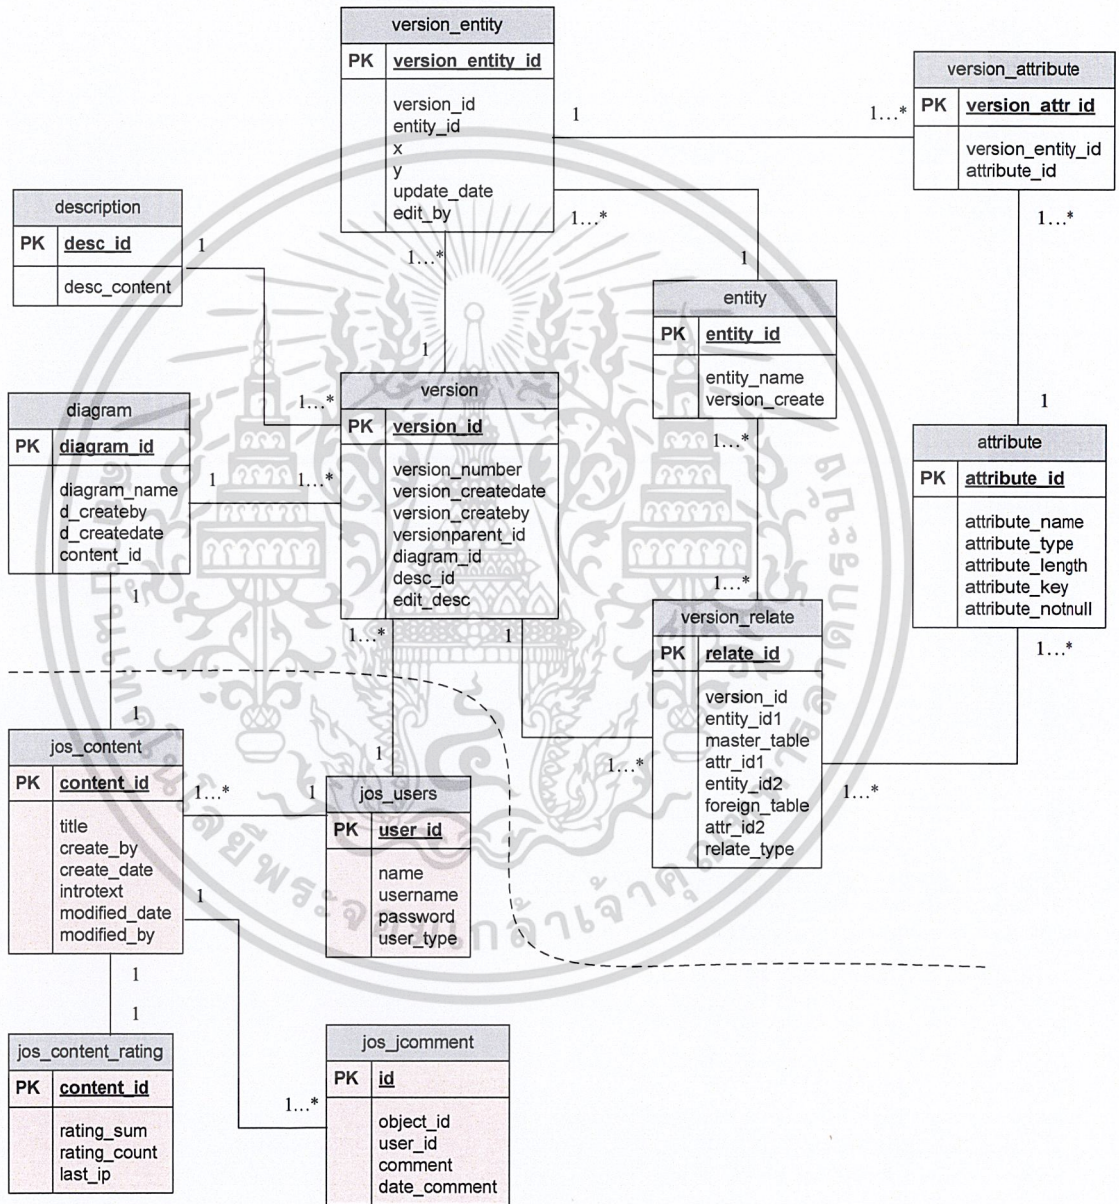 version_entity
PK version_entity_id
version_id
entity_id
x
y
update_date
edit_by
version_attribute
PK version_attr_id
version_entity_id
attribute_id
1
1...*
description
PK desc_id
desc_content
1
1...*
1...*
1
1...*
1
entity
PK entity_id
entity_name
version_create
diagram
PK diagram_id
diagram_name
d_createby
d_createdate
content_id
1
1...*
1...*
version
PK version_id
version_number
version_createdate
version_createby
versionparent_id
diagram_id
desc_id
edit_desc
1...*
1
attribute
PK attribute_id
attribute_name
attribute_type
attribute_length
attribute_key
attribute_notnull
1
1...*
1
1...*
1...*
version_relate
PK relate_id
version_id
entity_id1
master_table
attr_id1
entity_id2
foreign_table
attr_id2
relate_type
1
1
1...*
1...*
jos_content
PK content_id
title
create_by
create_date
introtext
modified_date
modified_by
1...*
1
jos_users
PK user_id
name
username
password
user_type
1
1
1
jos_content_rating
PK content_id
rating_sum
rating_count
last_ip
1...*
jos_jcomment
PK id
object_id
user_id
comment
date_comment